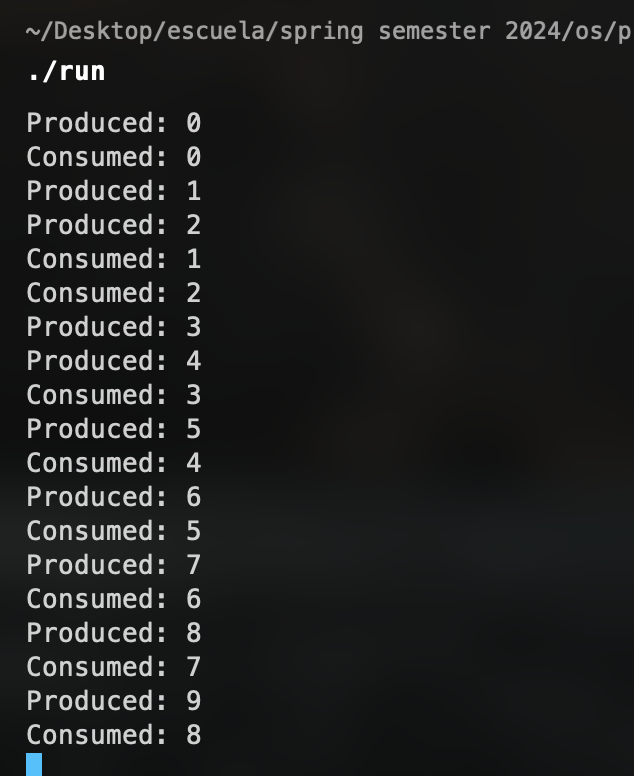 ~/Desktop/escuela/spring semester 2024/os/p
./run
Produced: 0
Consumed: 0
Produced: 1
Produced: 2
Consumed: 1
Consumed: 2
Produced: 3
Produced: 4
Consumed: 3
Produced: 5
Consumed: 4
Produced: 6
Consumed: 5
Produced: 7
Consumed: 6
Produced: 8
Consumed: 7
Produced: 9
Consumed: 8